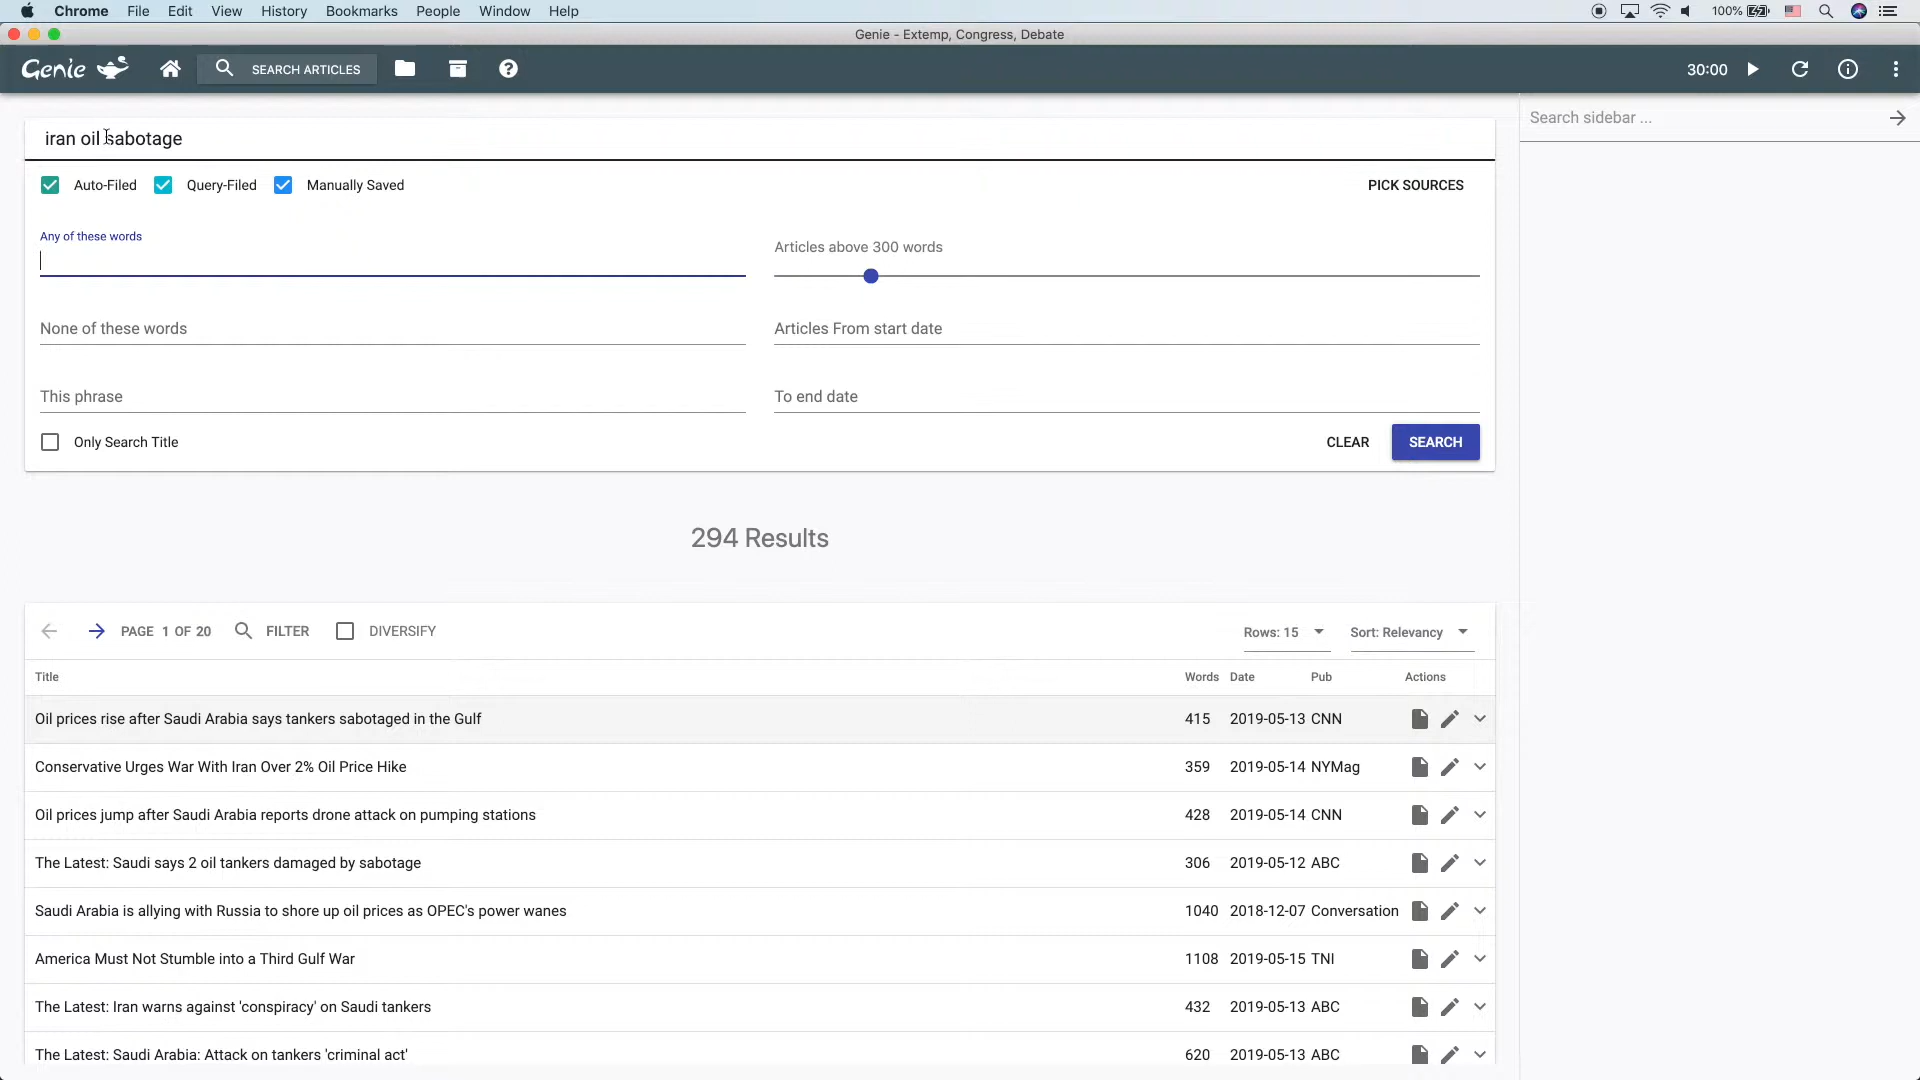 Chrome File Edit View History Bookmarks People Window Help 100%
Genie - Extemp, Congress, Debate
Genie SEARCH ARTICLES 30:00
iran oil sabotage
Search sidebar ...
Auto-Filed Query-Filed Manually Saved PICK SOURCES
Any of these words
Articles above 300 words
None of these words Articles From start date
This phrase To end date
Only Search Title CLEAR SEARCH
294 Results
PAGE 1 OF 20 FILTER DIVERSIFY Rows: 15 Sort: Relevancy
Title Words Date Pub Actions
Oil prices rise after Saudi Arabia says tankers sabotaged in the Gulf 415 2019-05-13 CNN
Conservative Urges War With Iran Over 2% Oil Price Hike 359 2019-05-14 NYMag
Oil prices jump after Saudi Arabia reports drone attack on pumping stations 428 2019-05-14 CNN
The Latest: Saudi says 2 oil tankers damaged by sabotage 306 2019-05-12 ABC
Saudi Arabia is allying with Russia to shore up oil prices as OPEC's power wanes 1040 2018-12-07 Conversation
America Must Not Stumble into a Third Gulf War 1108 2019-05-15 TNI
The Latest: Iran warns against 'conspiracy' on Saudi tankers 432 2019-05-13 ABC
The Latest: Saudi Arabia: Attack on tankers 'criminal act' 620 2019-05-13 ABC